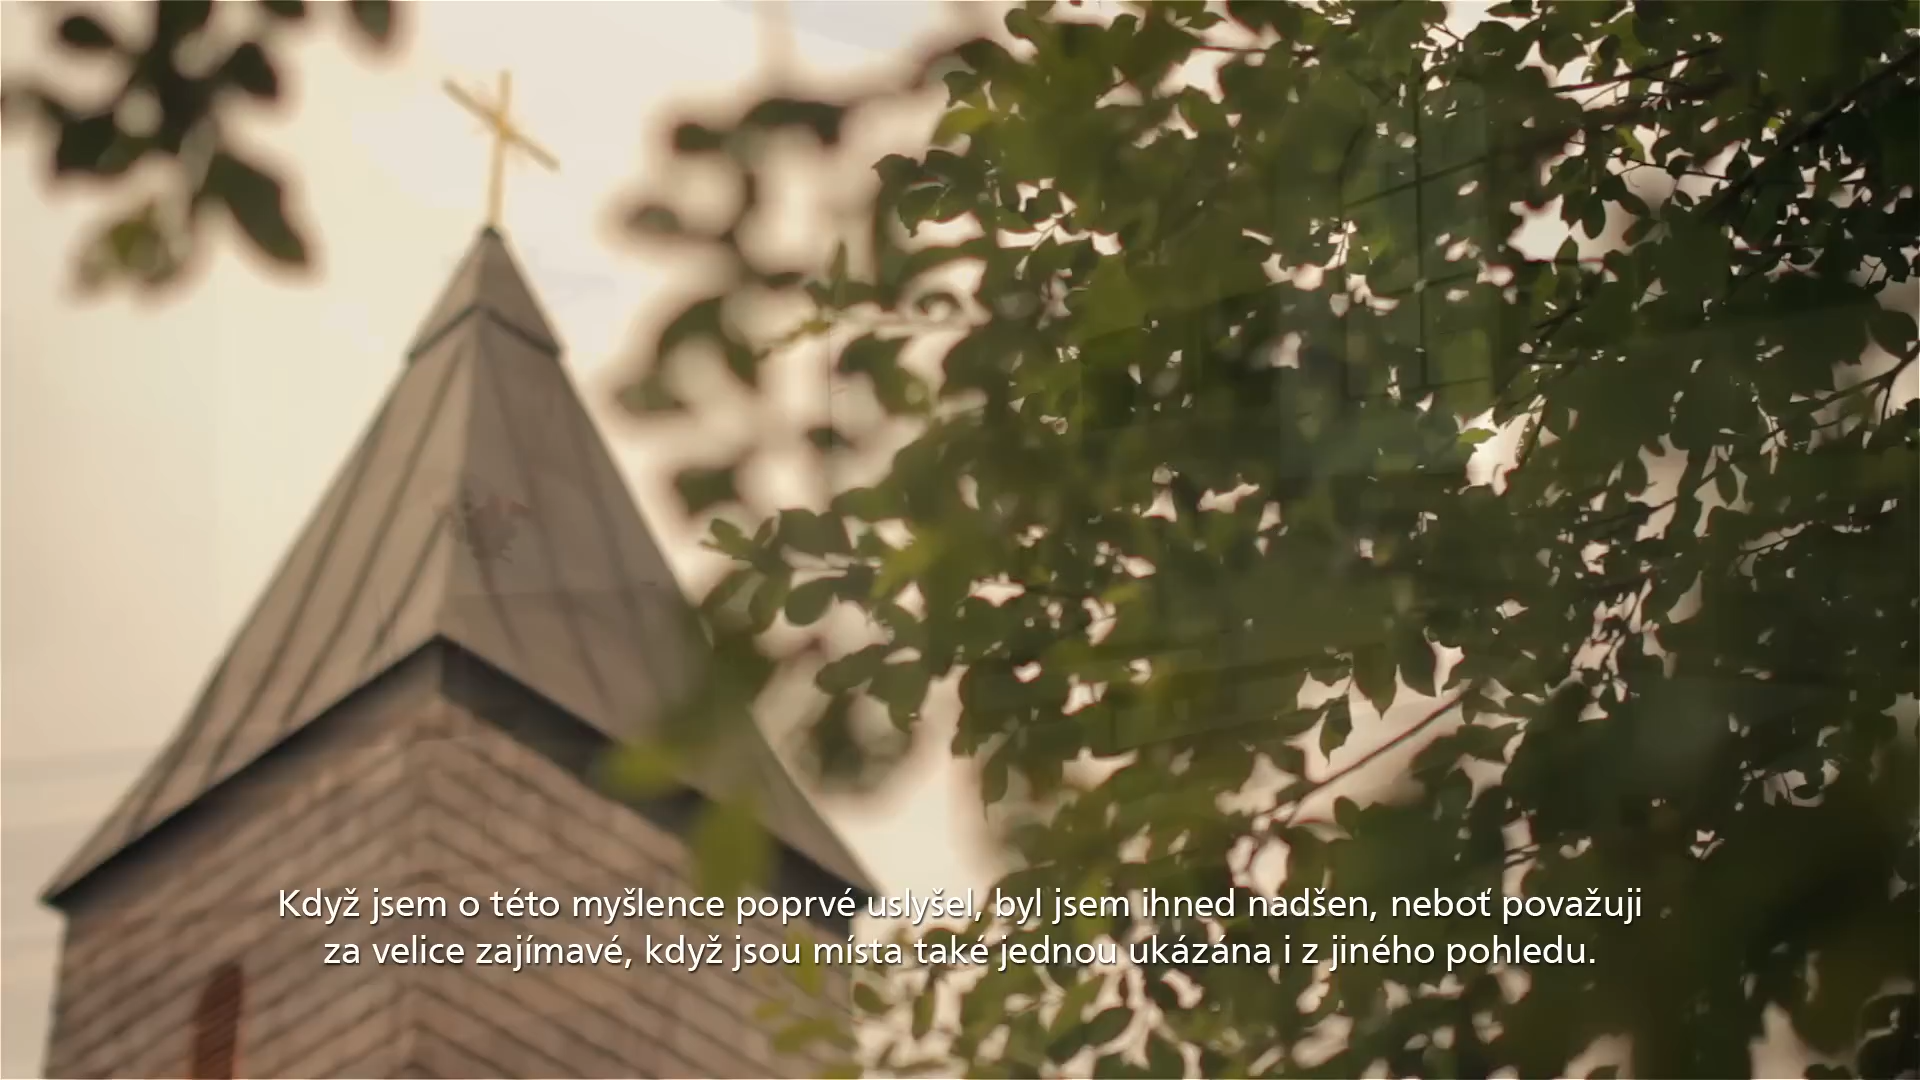 Když jsem o této myšlence poprvé uslyšel, byl jsem ihned nadšen, neboť považuji
za velice zajímavé, když jsou místa také jednou ukázána i z jiného pohledu.